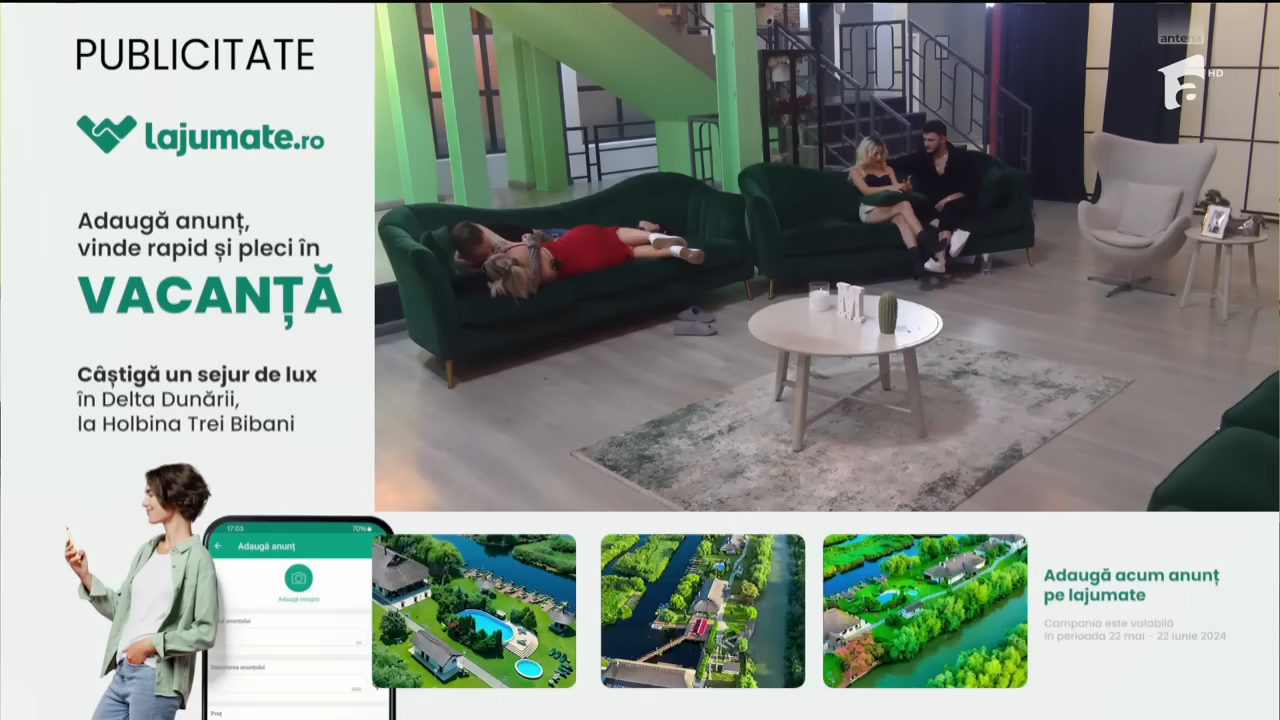 PUBLICITATE
lajumate.ro
Adaugă anunț,
vinde rapid și pleci în
VACANȚĂ
Câștigă un sejur de lux
în Delta Dunării,
la Holbina Trei Bibani
17:03 70%
Adaugă anunț
Adaugă imagini
Descrierea anunțului
Preț
antena
HD
Adaugă acum anunț
pe lajumate
Campania este valabilă
în perioada 22 mai - 22 iunie 2024